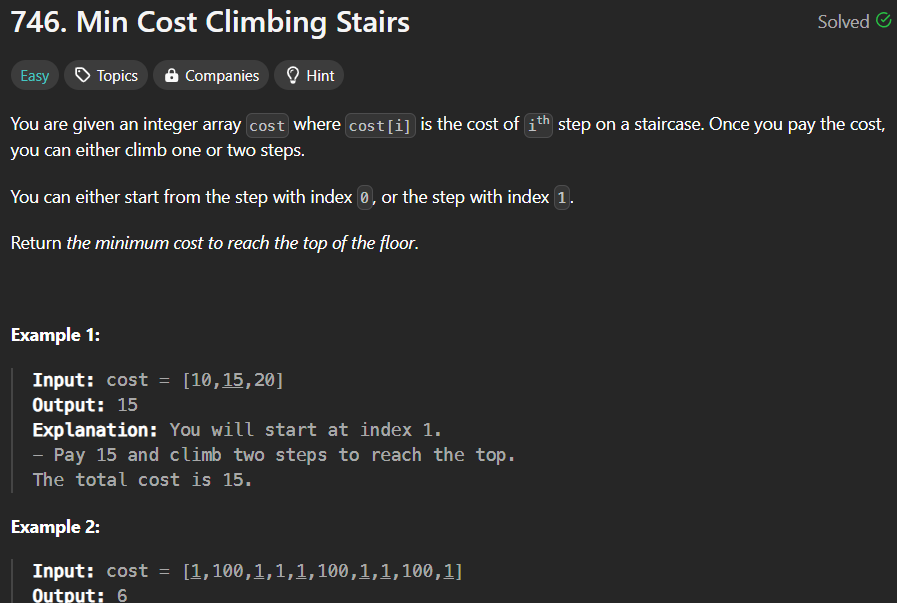 746. Min Cost Climbing Stairs
Solved
Easy
Topics
Companies
Hint
You are given an integer array cost where cost[i] is the cost of ith step on a staircase. Once you pay the cost,
you can either climb one or two steps.
You can either start from the step with index 0, or the step with index 1.
Return the minimum cost to reach the top of the floor.
Example 1:
Input: cost = [10,15,20]
Output: 15
Explanation: You will start at index 1.
- Pay 15 and climb two steps to reach the top.
The total cost is 15.
Example 2:
Input: cost = [1,100,1,1,1,100,1,1,100,1]
Output: 6